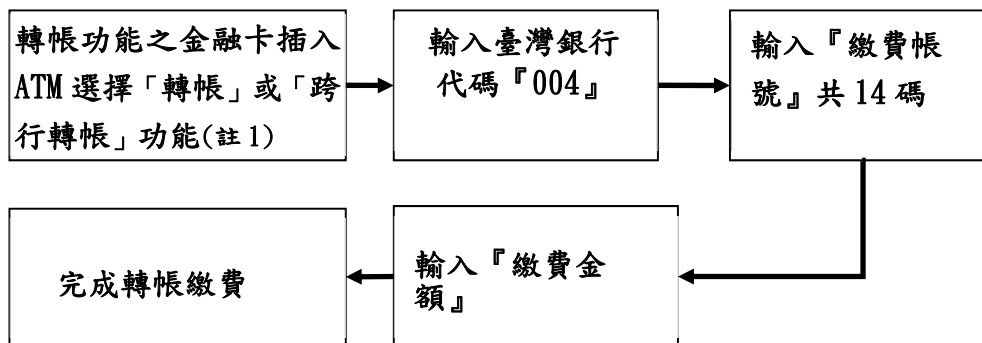 轉帳功能之金融卡插入
ATM 選擇「轉帳」或「跨
行轉帳」功能(註 1)
輸入臺灣銀行
代碼『004』
輸入『繳費帳
號』共 14 碼
輸入『繳費金
額』
完成轉帳繳費